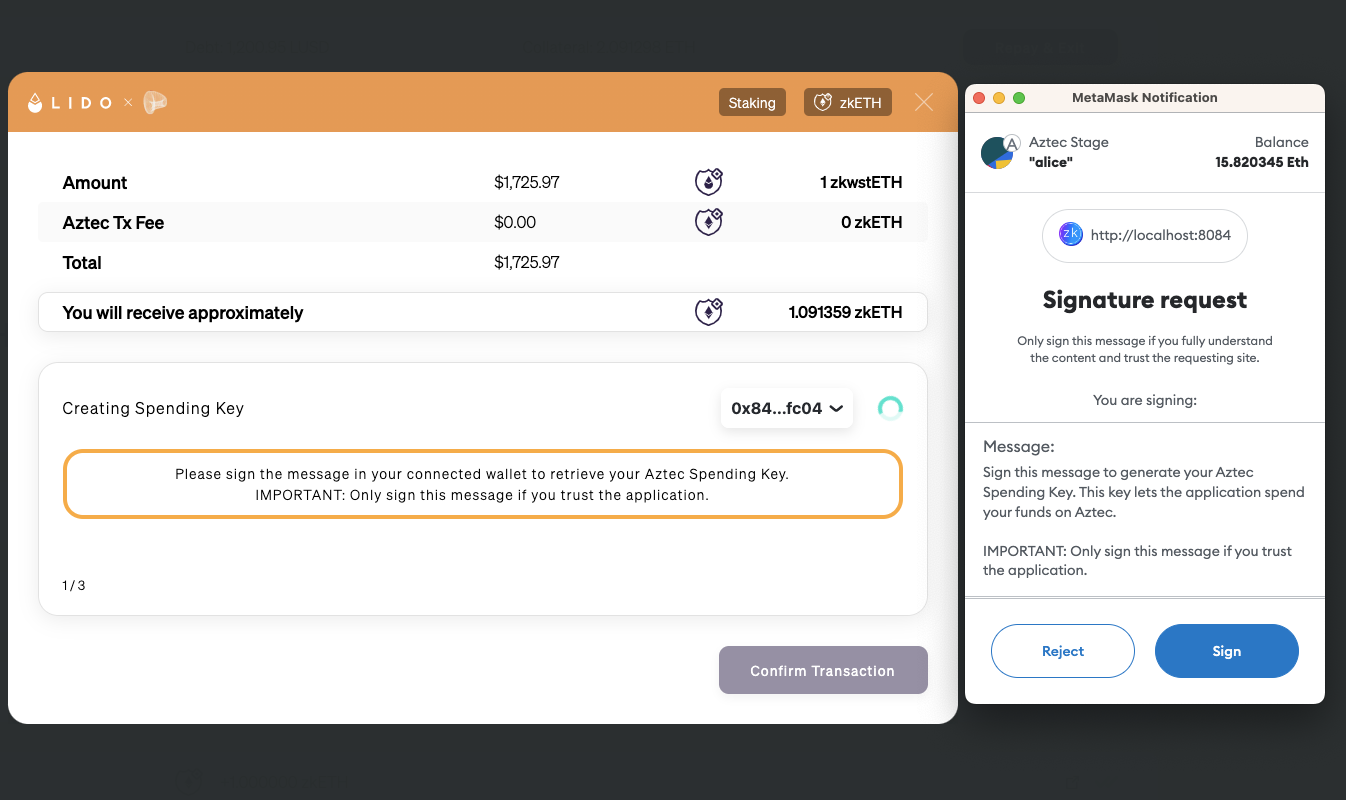 LIDO ×
Staking
zkETH
Amount $1,725.97 1 zkwstETH
Aztec Tx Fee $0.00 0 zkETH
Total $1,725.97
You will receive approximately 1.091359 zkETH
Creating Spending Key
0x84...fc04
Please sign the message in your connected wallet to retrieve your Aztec Spending Key.
IMPORTANT: Only sign this message if you trust the application.
1 / 3
Confirm Transaction
MetaMask Notification
A
Aztec Stage Balance
"alice" 15.820345 Eth
zk http://localhost:8084
Signature request
Only sign this message if you fully understand
the content and trust the requesting site.
You are signing:
Message:
Sign this message to generate your Aztec
Spending Key. This key lets the application spend
your funds on Aztec.
IMPORTANT: Only sign this message if you trust
the application.
Reject
Sign